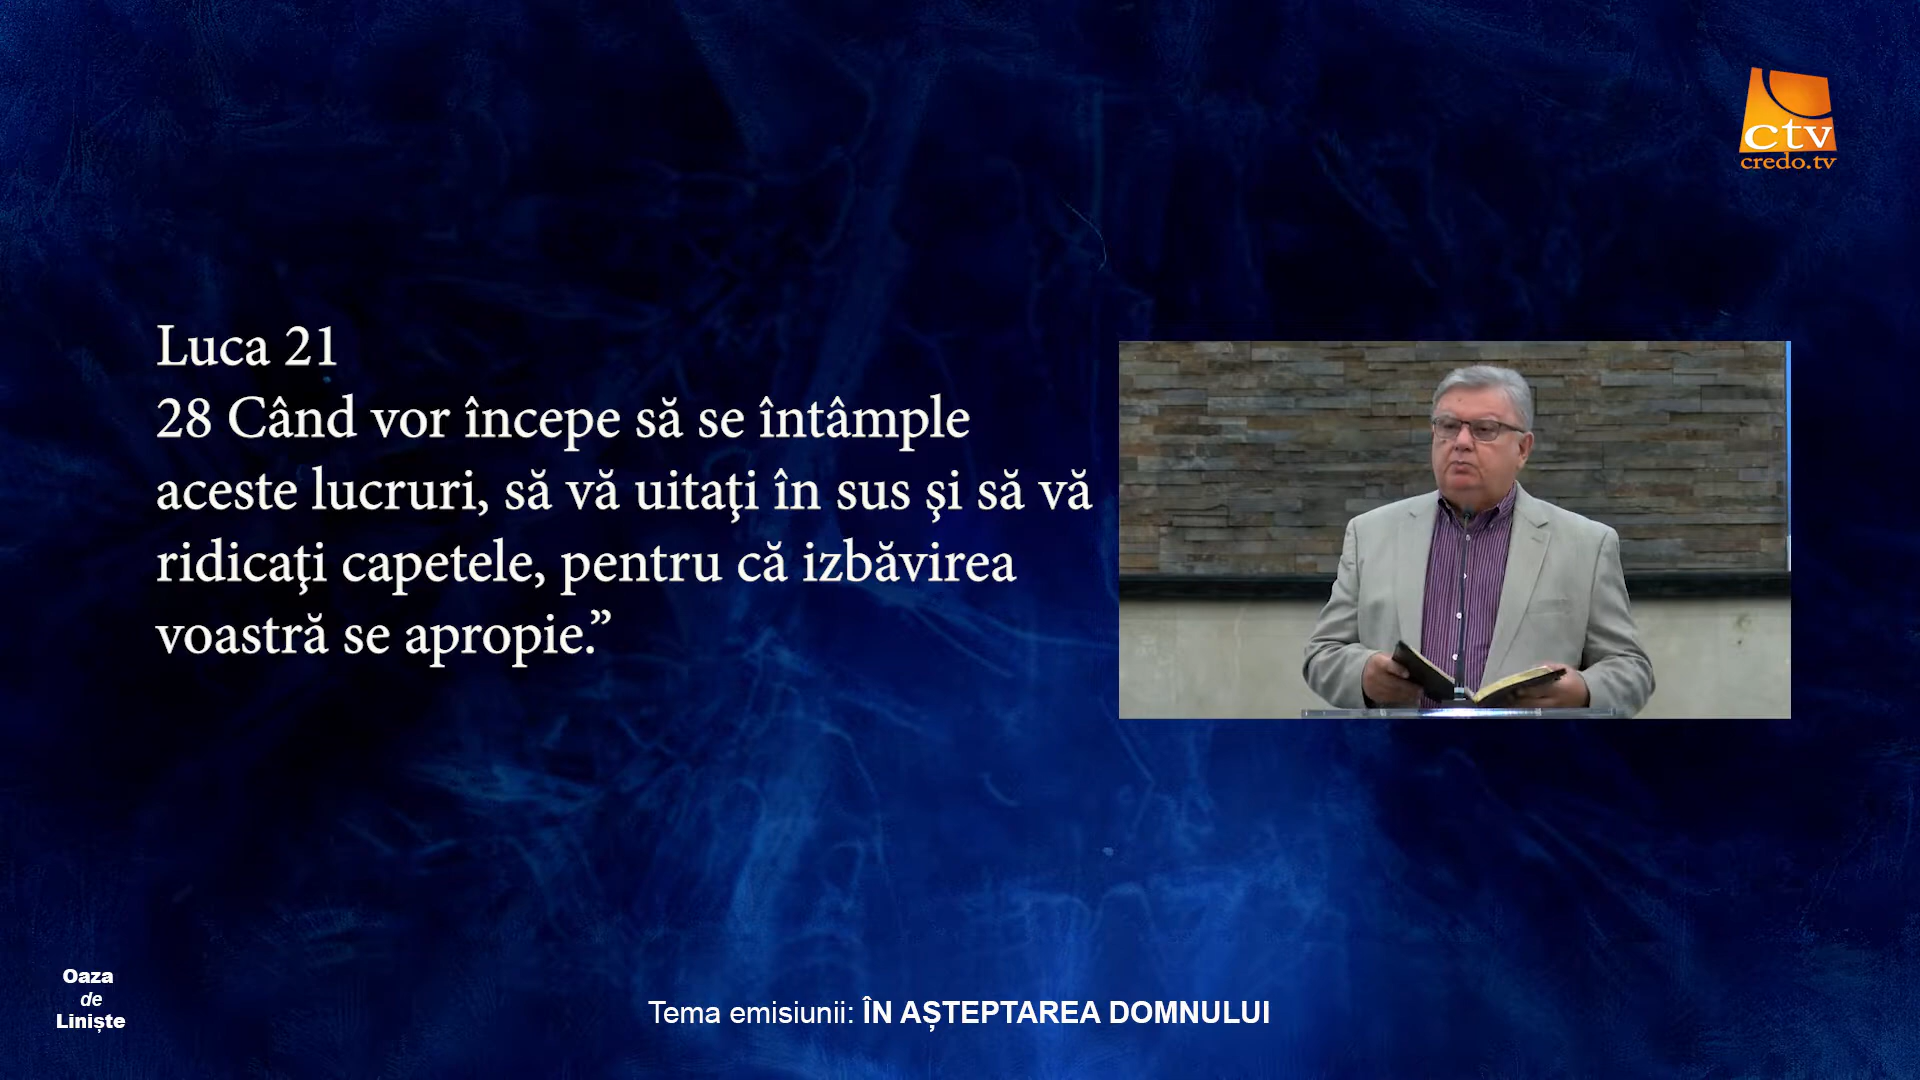 ctv
credo.tv
Luca 21
28 Când vor începe să se întâmple
aceste lucruri, să vă uitaţi în sus şi să vă
ridicaţi capetele, pentru că izbăvirea
voastră se apropie.”
Oaza
de
Liniște
Tema emisiunii: ÎN AȘTEPTAREA DOMNULUI